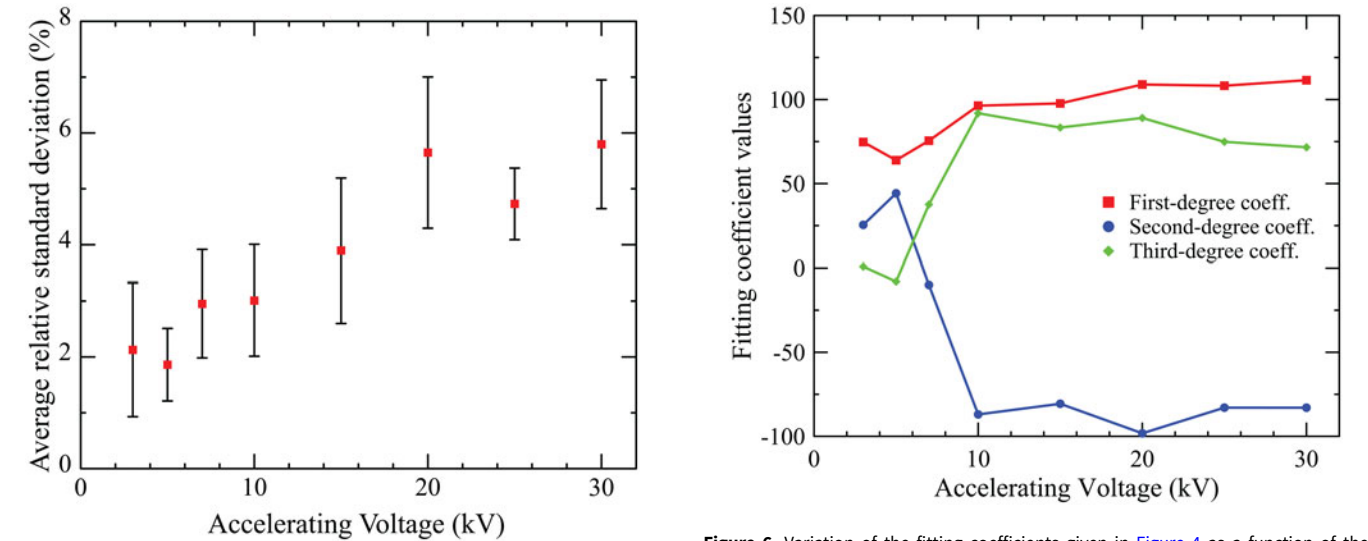 8
6
4
2
0
Average relative standard deviation (%)
0
10
20
30
Accelerating Voltage (kV)
150
100
50
0
-50
-100
Fitting coefficient values
First-degree coeff.
Second-degree coeff.
Third-degree coeff.
0
10
20
30
Accelerating Voltage (kV)
Figure 6. Variation of the fitting coefficients given in Figure 4 as a function of the